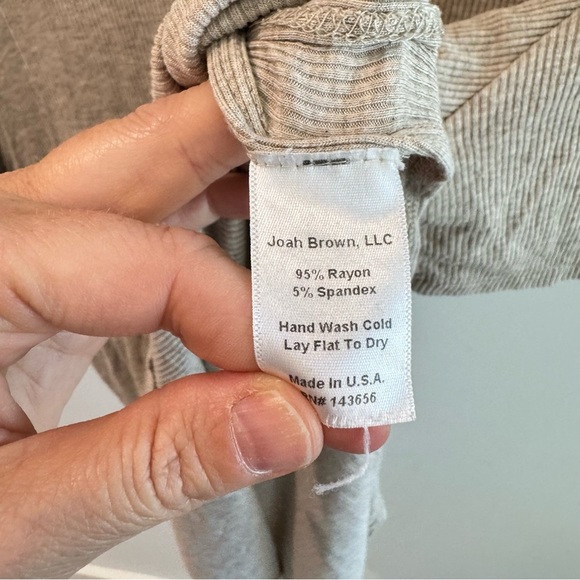 Joah Brown, LLC
95% Rayon
5% Spandex
Hand Wash Cold
Lay Flat To Dry
Made In U.S.A.
143656